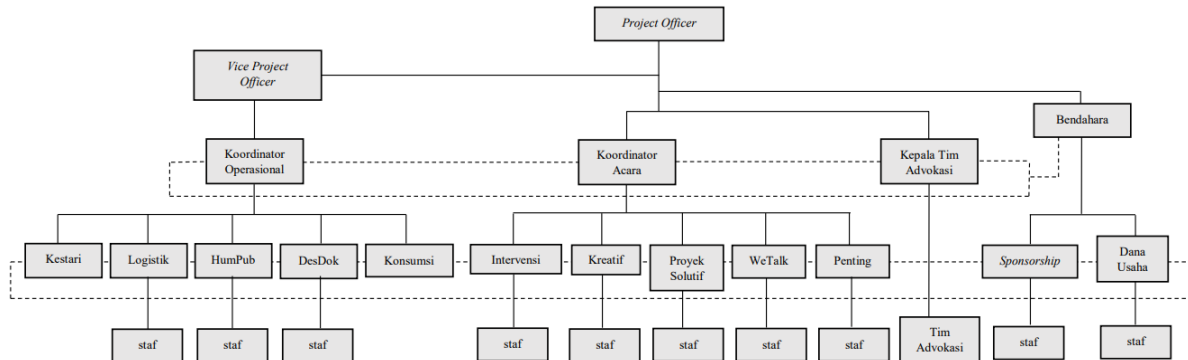 Project Officer
Vice Project
Officer
Bendahara
Koordinator
Operasional
Koordinator
Acara
Kepala Tim
Advokasi
Kestari
Logistik
HumPub
DesDok
Konsumsi
Intervensi
Kreatif
Proyek
Solutif
WeTalk
Penting
Sponsorship
Dana
Usaha
staf
staf
staf
staf
staf
staf
staf
staf
Tim
Advokasi
staf
staf